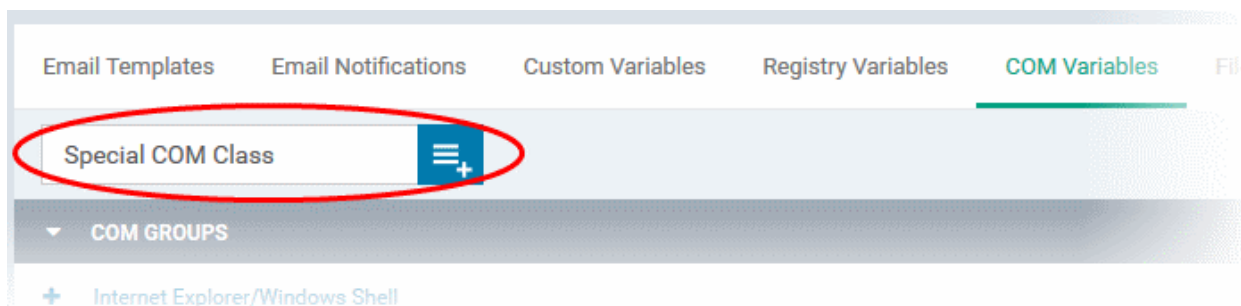 Email Templates Email Notifications Custom Variables Registry Variables COM Variables Fil
Special COM Class
COM GROUPS
Internet Explorer/Windows Shell